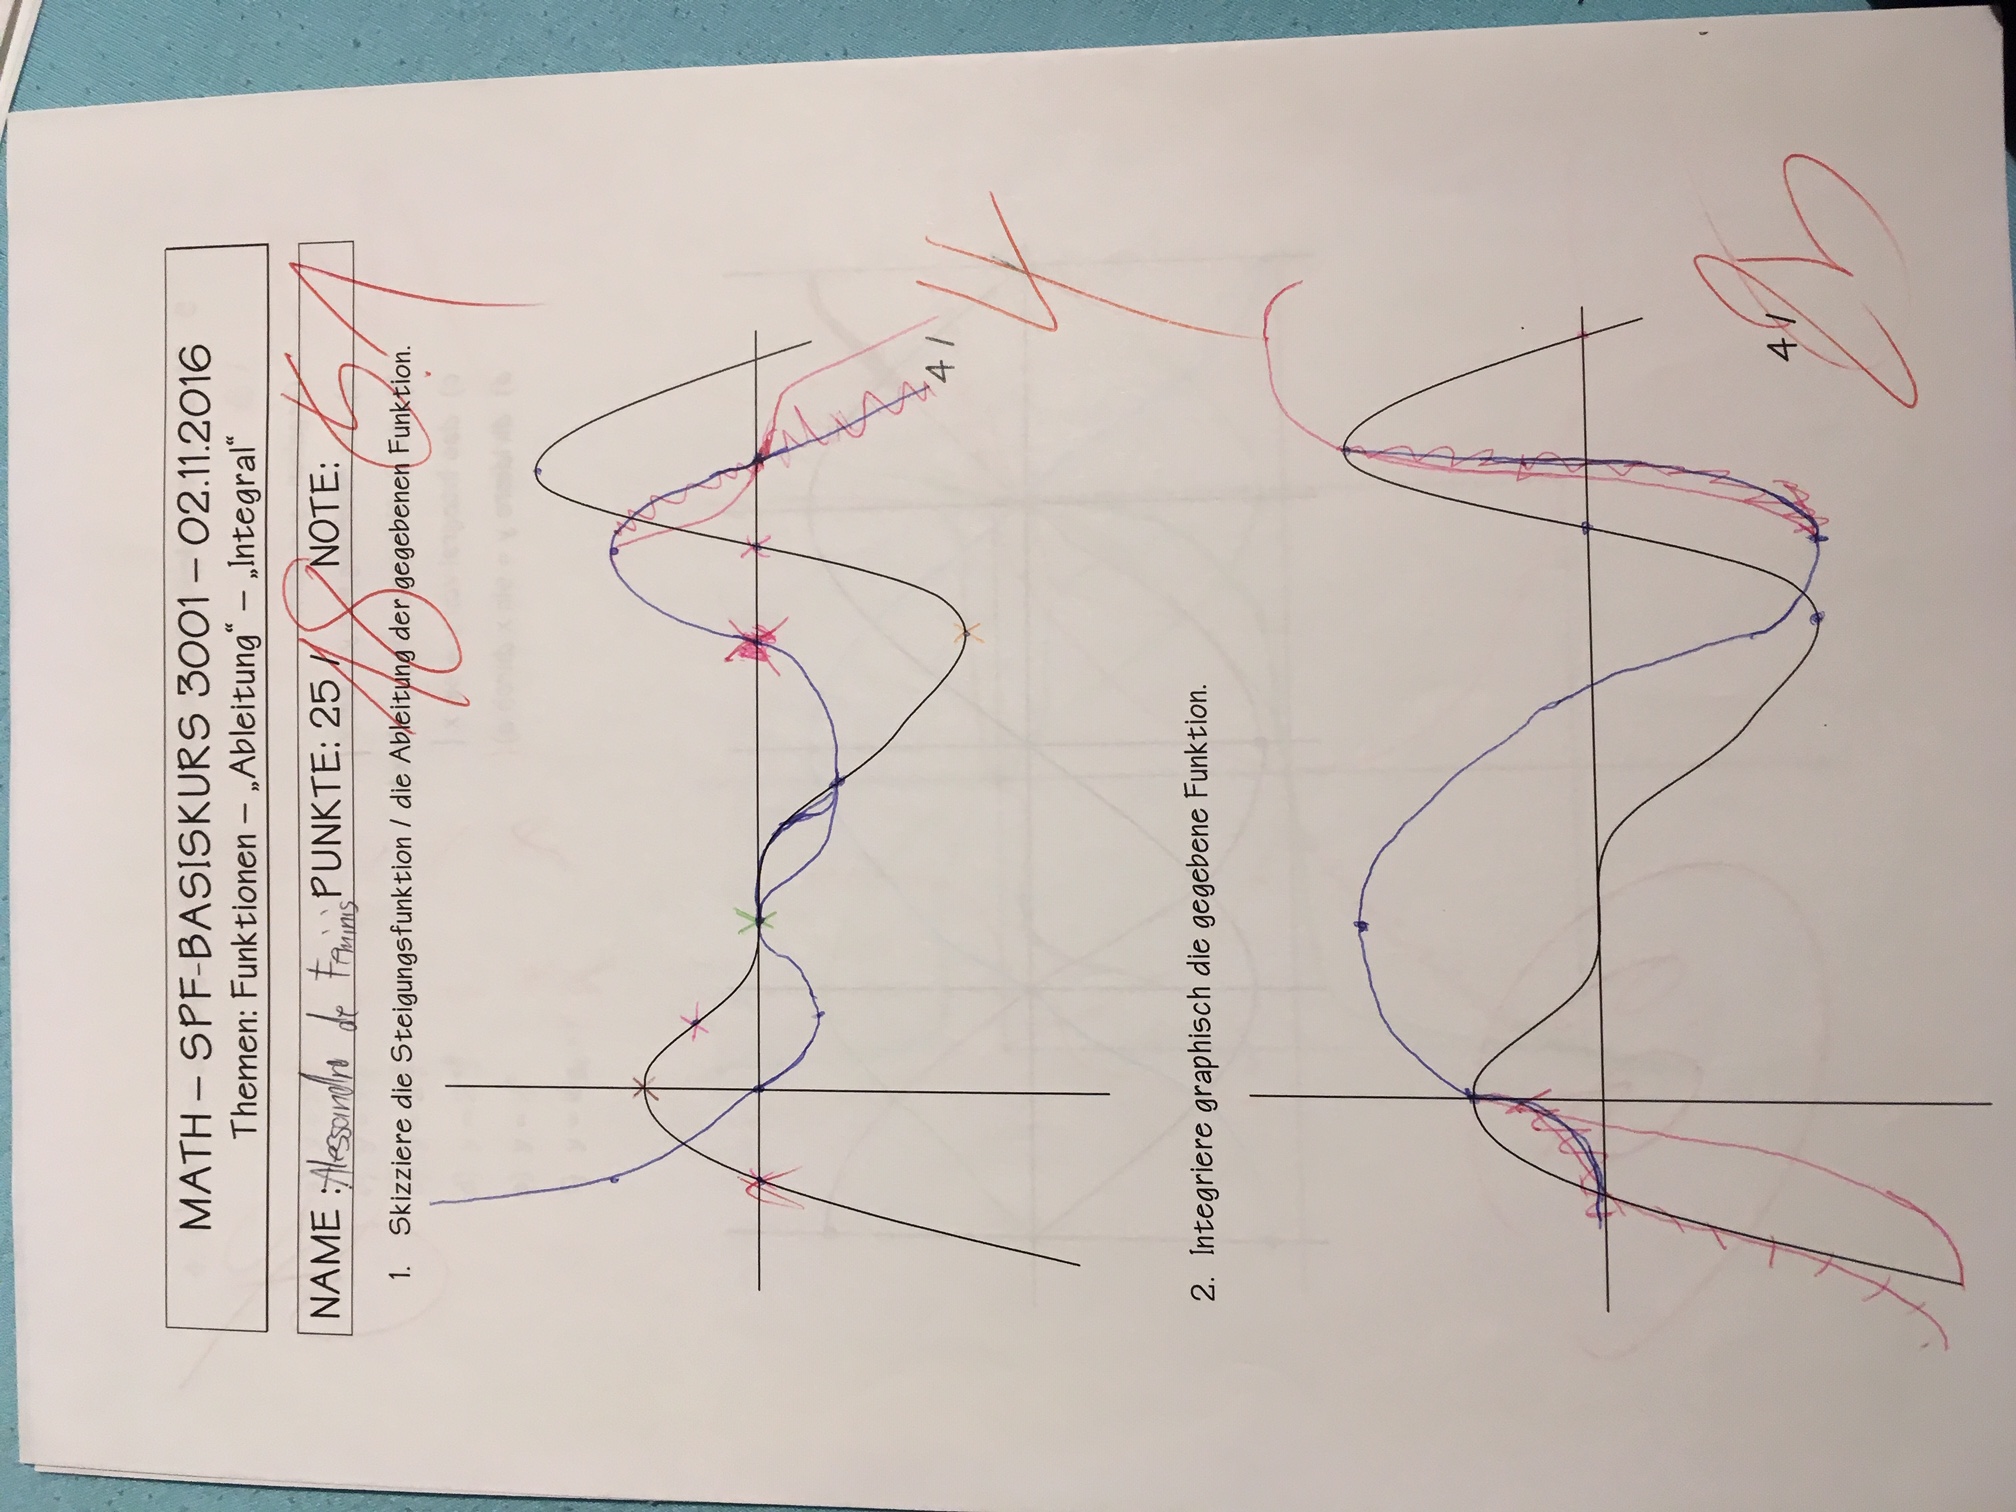 MATH – SPF-BASISKURS 3001 – 02.11.2016
Themen: Funktionen – „Ableitung“ – „Integral“
NAME : Alessandro de Feminis PUNKTE: 25 / 18 NOTE: 5.1
1. Skizziere die Steigungsfunktion / die Ableitung der gegebenen Funktion.
4 / 4
2. Integriere graphisch die gegebene Funktion.
4 /